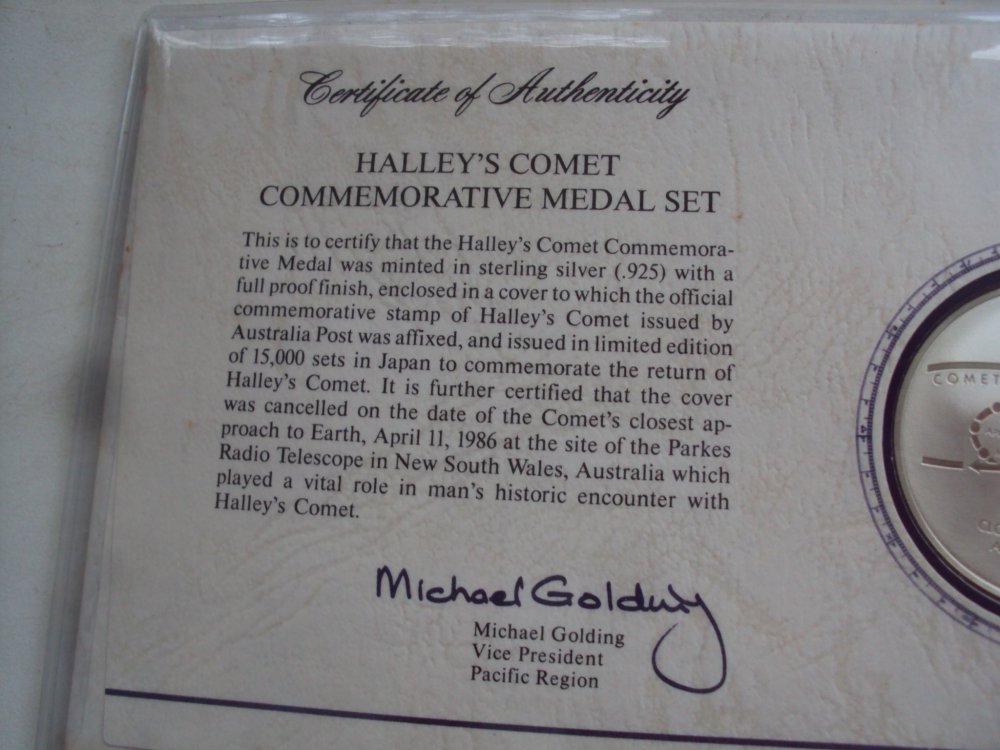 Certificate of Authenticity
HALLEY'S COMET
COMMEMORATIVE MEDAL SET
This is to certify that the Halley's Comet Commemora-
tive Medal was minted in sterling silver (.925) with a
full proof finish, enclosed in a cover to which the official
commemorative stamp of Halley's Comet issued by
Australia Post was affixed, and issued in limited edition
of 15,000 sets in Japan to commemorate the return of
Halley's Comet. It is further certified that the cover
was cancelled on the date of the Comet's closest ap-
proach to Earth, April 11, 1986 at the site of the Parkes
Radio Telescope in New South Wales, Australia which
played a vital role in man's historic encounter with
Halley's Comet.
Michael Golding
Michael Golding
Vice President
Pacific Region
COMET